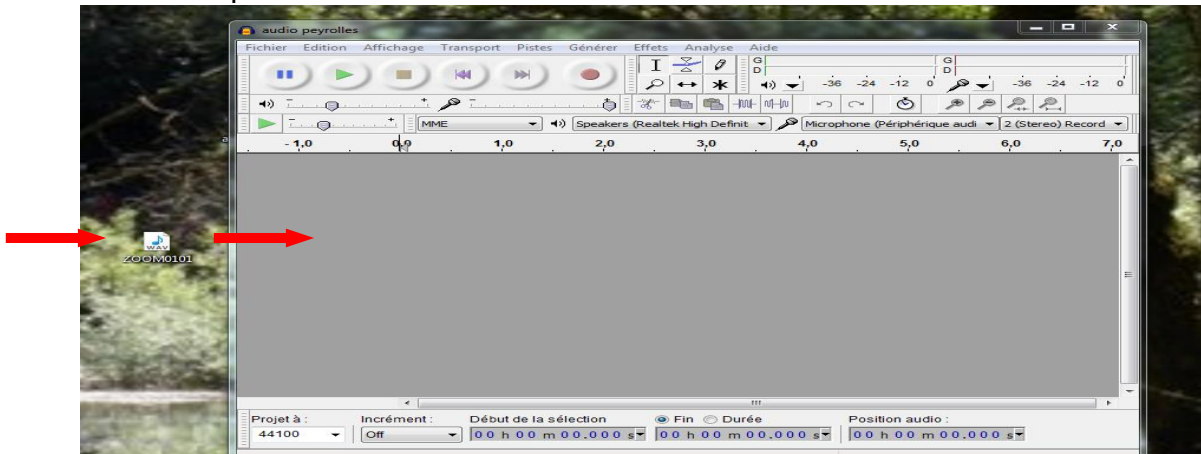 audio peyrolles
Fichier Edition Affichage Transport Pistes Générer Effets Analyse Aide
G G
D D
-36 -24 -12 0 -36 -24 -12 0
MME Speakers (Realtek High Definit Microphone (Périphérique audi 2 (Stereo) Record
- 1,0 0,0 1,0 2,0 3,0 4,0 5,0 6,0 7,0
WAV
ZOOM0101
Projet à : Incrément : Début de la sélection Fin Durée Position audio :
44100 Off 00 h 00 m 00.000 s 00 h 00 m 00.000 s 00 h 00 m 00.000 s